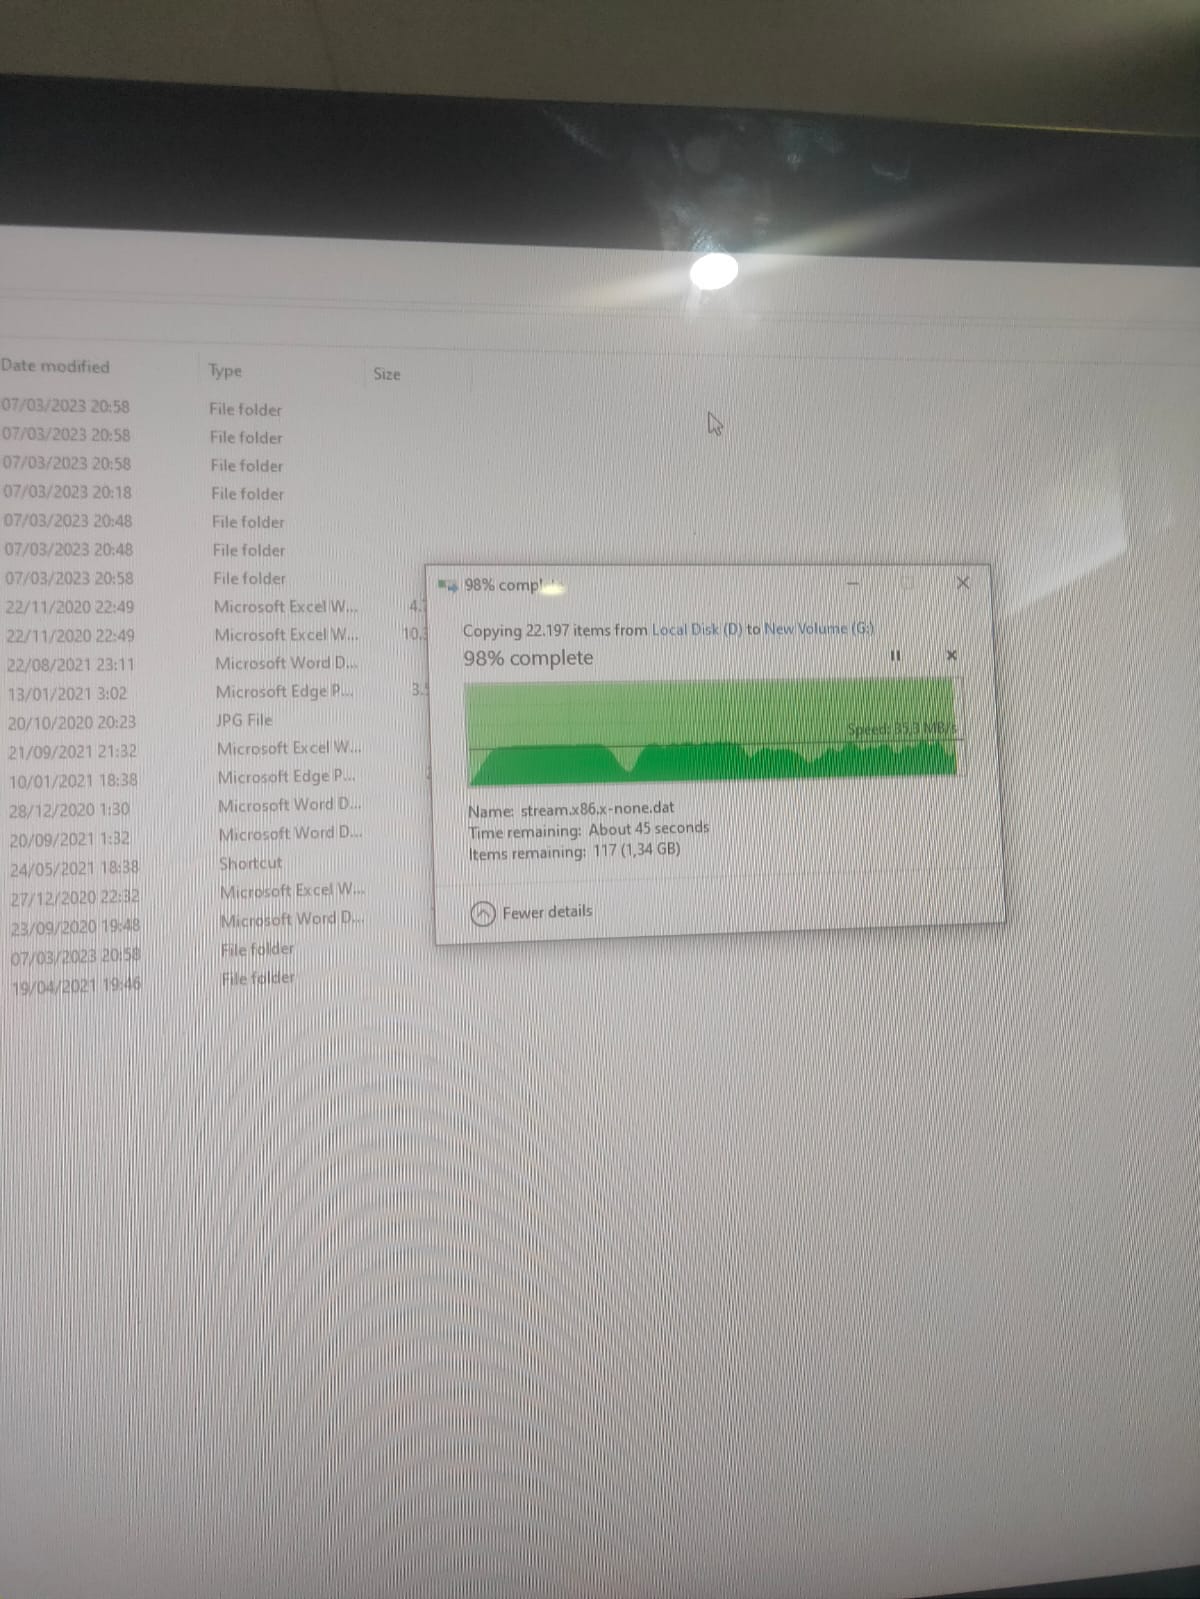 Date modified Type Size
07/03/2023 20:58 File folder
07/03/2023 20:58 File folder
07/03/2023 20:58 File folder
07/03/2023 20:18 File folder
07/03/2023 20:48 File folder
07/03/2023 20:48 File folder
07/03/2023 20:58 File folder
22/11/2020 22:49 Microsoft Excel W...
22/11/2020 22:49 Microsoft Excel W...
22/08/2021 23:11 Microsoft Word D...
13/01/2021 3:02 Microsoft Edge P...
20/10/2020 20:23 JPG File
21/09/2021 21:32 Microsoft Excel W...
10/01/2021 18:38 Microsoft Edge P...
28/12/2020 1:30 Microsoft Word D...
20/09/2021 1:32 Microsoft Word D...
24/05/2021 18:38 Shortcut
27/12/2020 22:32 Microsoft Excel W...
23/09/2020 19:48 Microsoft Word D...
07/03/2023 20:58 File folder
19/04/2021 19:46 File folder
98% compl
Copying 22.197 items from Local Disk (D:) to New Volume (G:)
98% complete
Speed: 35,3 MB/s
Name: stream.x86.x-none.dat
Time remaining: About 45 seconds
Items remaining: 117 (1,34 GB)
Fewer details